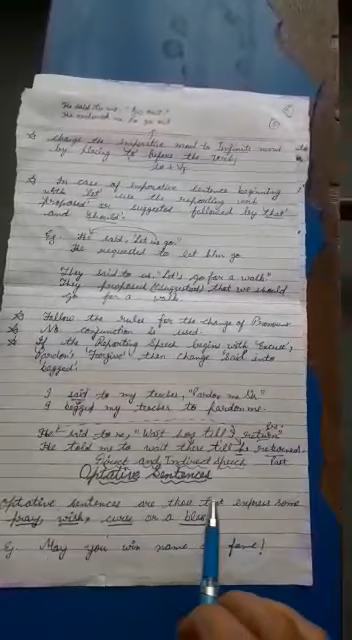 He said to me, "Go out."
He ordered me to go out
Change the imperative mood to Infinite mood
by placing 'to' before the verb
to + V₁
In case of imperative sentence beginning
with 'Let' use the reporting verb
'proposed' or suggested followed by 'that'
and 'should'.
Eg. He said, "Let us go."
He requested to let him go.
They said to us, "Let's go for a walk"
They proposed (suggested) that we should
go for a walk
Follow the rules for the change of Pronouns
No conjunction is used.
If the Reporting Speech begins with 'Excuse',
'Pardon', 'Forgive' then change 'said' into
'begged'.
I said to my teacher, "Pardon me Sir"
I begged my teacher to pardon me.
He said to me, "Wait here till I return"
He told me to wait there till he returned.
Direct and Indirect Speech Past
Optative Sentences
Optative sentences are those that express some
pray, wish, curse or a
Eg. May you win name fame!